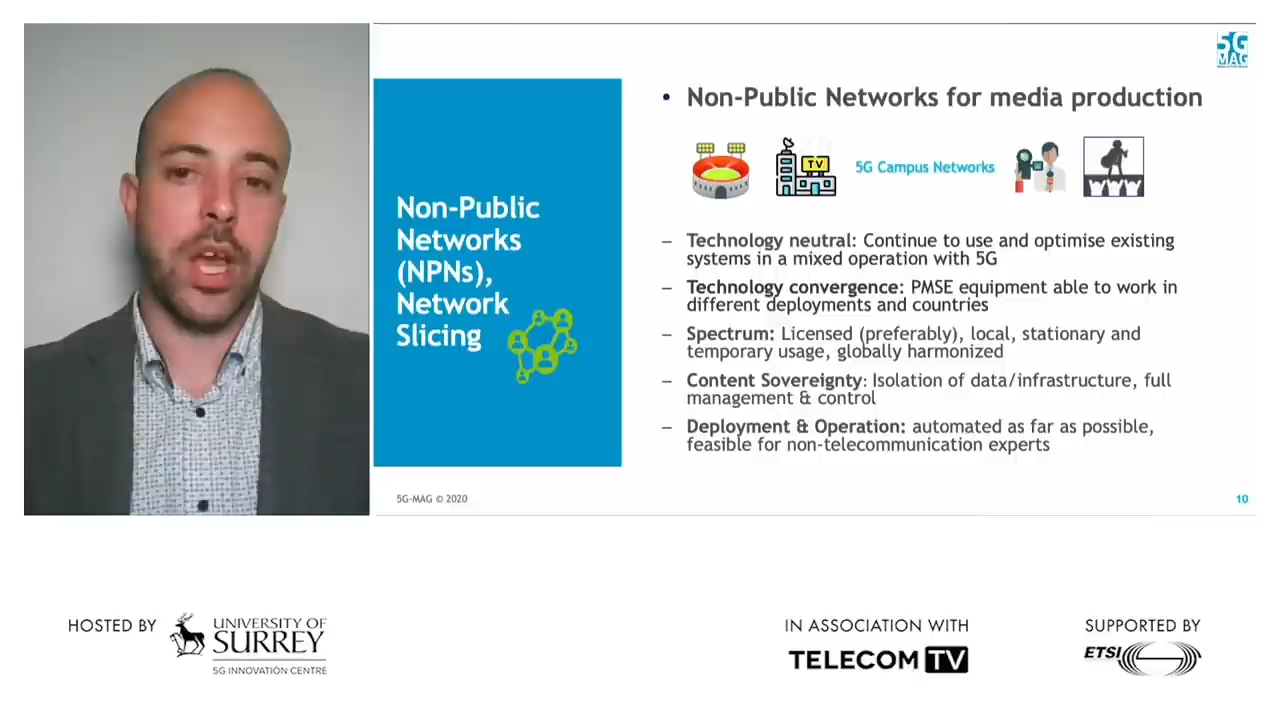 5G
MAG
Non-Public
Networks
(NPNs),
Network
Slicing
• Non-Public Networks for media production
TV
5G Campus Networks
– Technology neutral: Continue to use and optimise existing
systems in a mixed operation with 5G
– Technology convergence: PMSE equipment able to work in
different deployments and countries
– Spectrum: Licensed (preferably), local, stationary and
temporary usage, globally harmonized
– Content Sovereignty: Isolation of data/infrastructure, full
management & control
– Deployment & Operation: automated as far as possible,
feasible for non-telecommunication experts
5G-MAG © 2020
10
HOSTED BY
UNIVERSITY OF
SURREY
5G INNOVATION CENTRE
IN ASSOCIATION WITH
TELECOM TV
SUPPORTED BY
ETSI